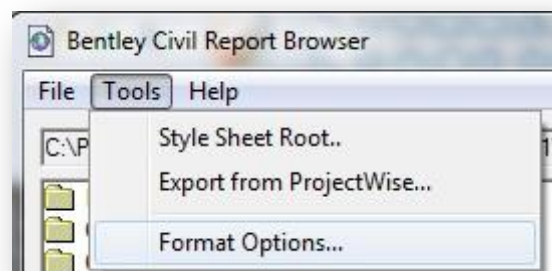 Bentley Civil Report Browser
File Tools Help
C:\P
Style Sheet Root..
Export from ProjectWise...
Format Options...